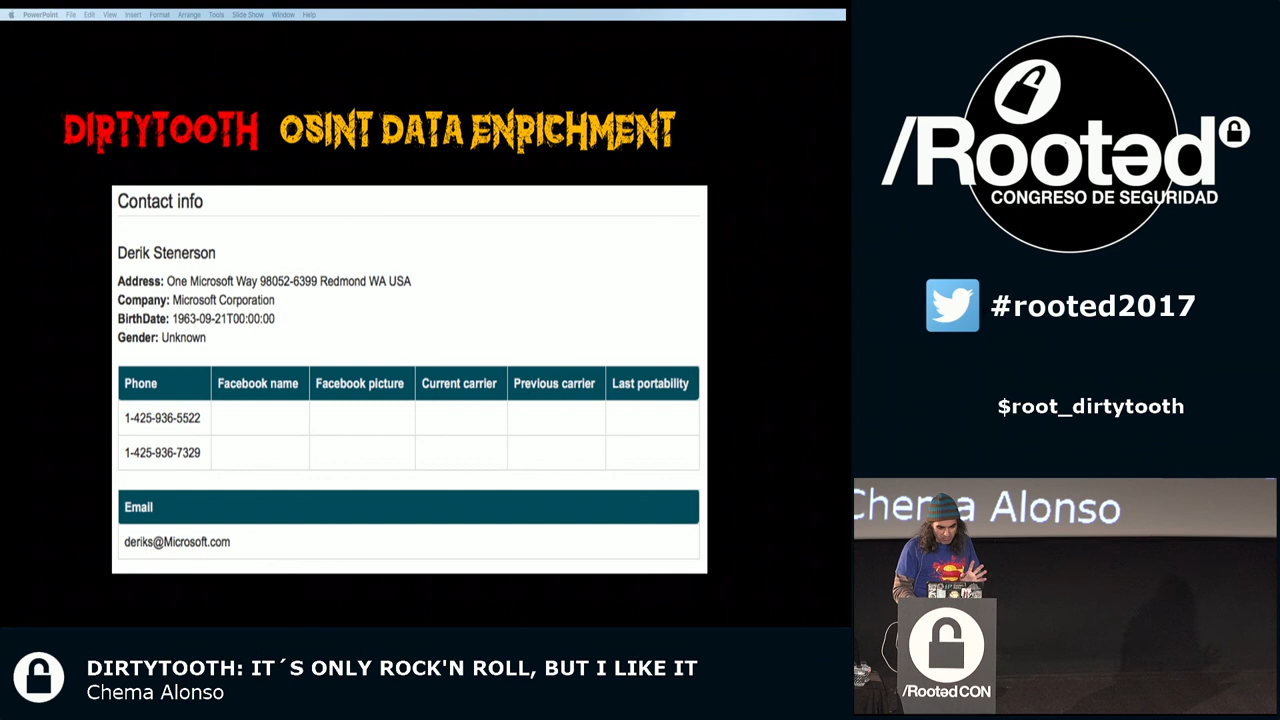 PowerPoint File Edit View Insert Format Arrange Tools Slide Show Window Help
DIRTYTOOTH OSINT DATA ENRICHMENT
Contact info
Derik Stenerson
Address: One Microsoft Way 98052-6399 Redmond WA USA
Company: Microsoft Corporation
BirthDate: 1963-09-21T00:00:00
Gender: Unknown
Phone Facebook name Facebook picture Current carrier Previous carrier Last portability
1-425-936-5522
1-425-936-7329
Email
deriks@Microsoft.com
/Rootəd
CONGRESO DE SEGURIDAD
#rooted2017
$root_dirtytooth
Chema Alonso
/RootedCON
DIRTYTOOTH: IT´S ONLY ROCK'N ROLL, BUT I LIKE IT
Chema Alonso